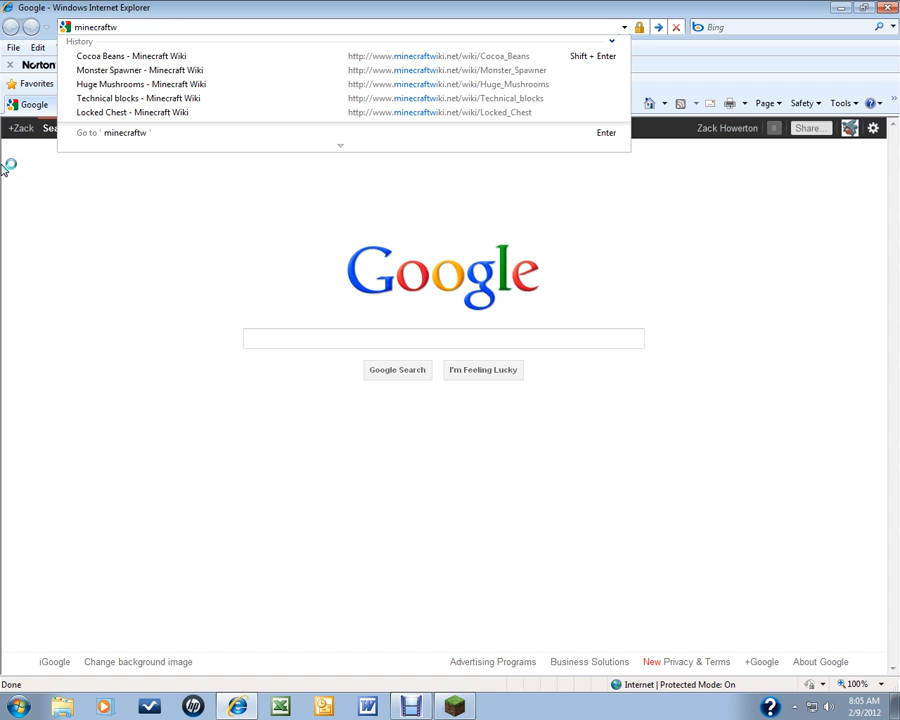 Google - Windows Internet Explorer
minecraftw
Bing
File Edit
History
Cocoa Beans - Minecraft Wiki http://www.minecraftwiki.net/wiki/Cocoa_Beans Shift + Enter
Monster Spawner - Minecraft Wiki http://www.minecraftwiki.net/wiki/Monster_Spawner
Huge Mushrooms - Minecraft Wiki http://www.minecraftwiki.net/wiki/Huge_Mushrooms
Technical blocks - Minecraft Wiki http://www.minecraftwiki.net/wiki/Technical_blocks
Locked Chest - Minecraft Wiki http://www.minecraftwiki.net/wiki/Locked_Chest
Go to ' minecraftw ' Enter
Norton
Favorites
Google
Page Safety Tools
+Zack Sea
Zack Howerton 0 Share...
Google
Google Search I'm Feeling Lucky
iGoogle Change background image Advertising Programs Business Solutions New Privacy & Terms +Google About Google
Done Internet | Protected Mode: On 100%
hp
8:05 AM
2/9/2012